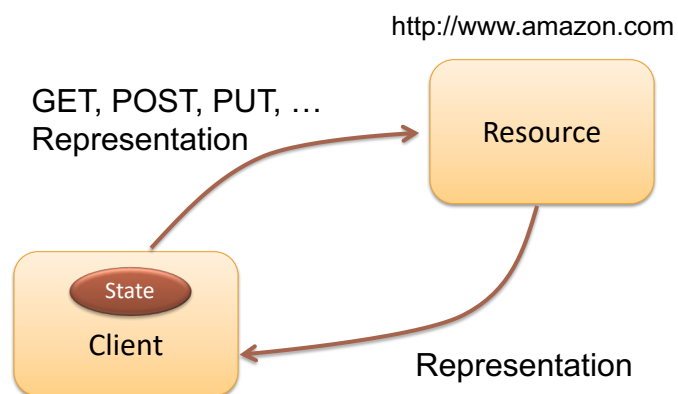 http://www.amazon.com
GET, POST, PUT, …
Representation
Resource
State
Client
Representation